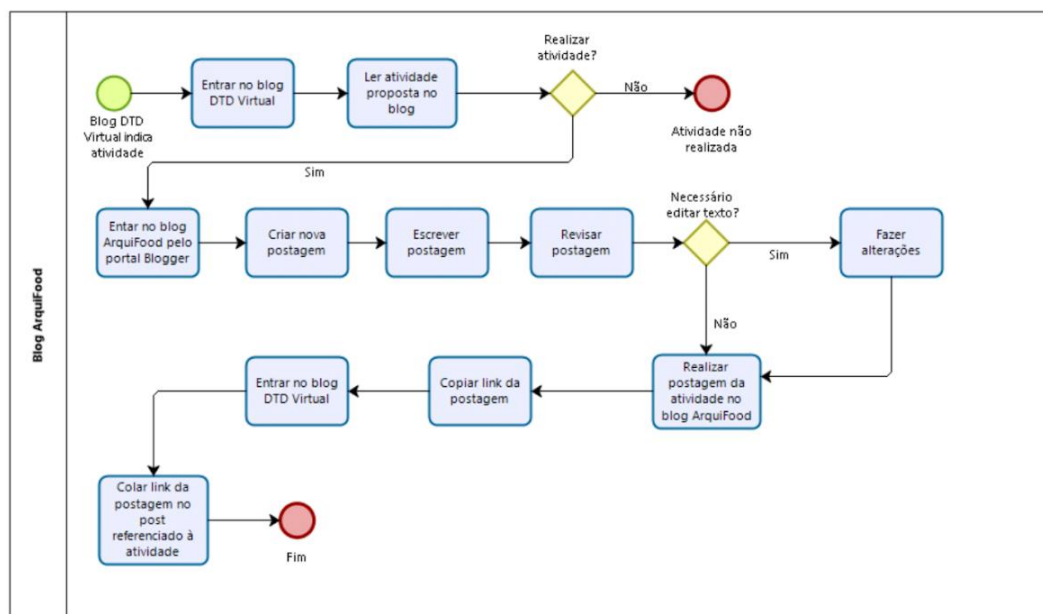 Blog ArquiFood
Realizar
atividade?
Entrar no blog
DTD Virtual
Ler atividade
proposta no
blog
Não
Blog DTD
Virtual indica
atividade
Atividade não
realizada
Sim
Necessário
editar texto?
Entar no blog
ArquiFood pelo
portal Blogger
Criar nova
postagem
Escrever
postagem
Revisar
postagem
Sim
Fazer
alterações
Não
Realizar
postagem da
atividade no
blog ArquiFood
Copiar link da
postagem
Entrar no blog
DTD Virtual
Colar link da
postagem no
post
referenciado à
atividade
Fim